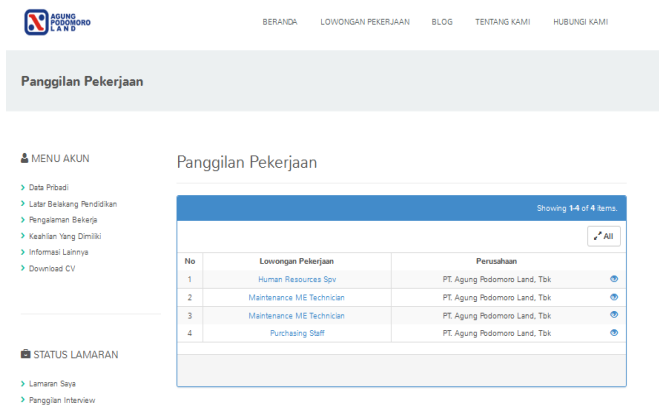 AGUNG
PODOMORO
LAND
BERANDA LOWONGAN PEKERJAAN BLOG TENTANG KAMI HUBUNGI KAMI
Panggilan Pekerjaan
MENU AKUN
Data Pribadi
Latar Belakang Pendidikan
Pengalaman Bekerja
Keahlian Yang Dimiliki
Informasi Lainnya
Download CV
STATUS LAMARAN
Lamaran Saya
Panggilan Interview
Panggilan Pekerjaan
Showing 1-4 of 4 items.
All
No Lowongan Pekerjaan Perusahaan
1 Human Resources Spv PT. Agung Podomoro Land, Tbk
2 Maintenance ME Technician PT. Agung Podomoro Land, Tbk
3 Maintenance ME Technician PT. Agung Podomoro Land, Tbk
4 Purchasing Staff PT. Agung Podomoro Land, Tbk